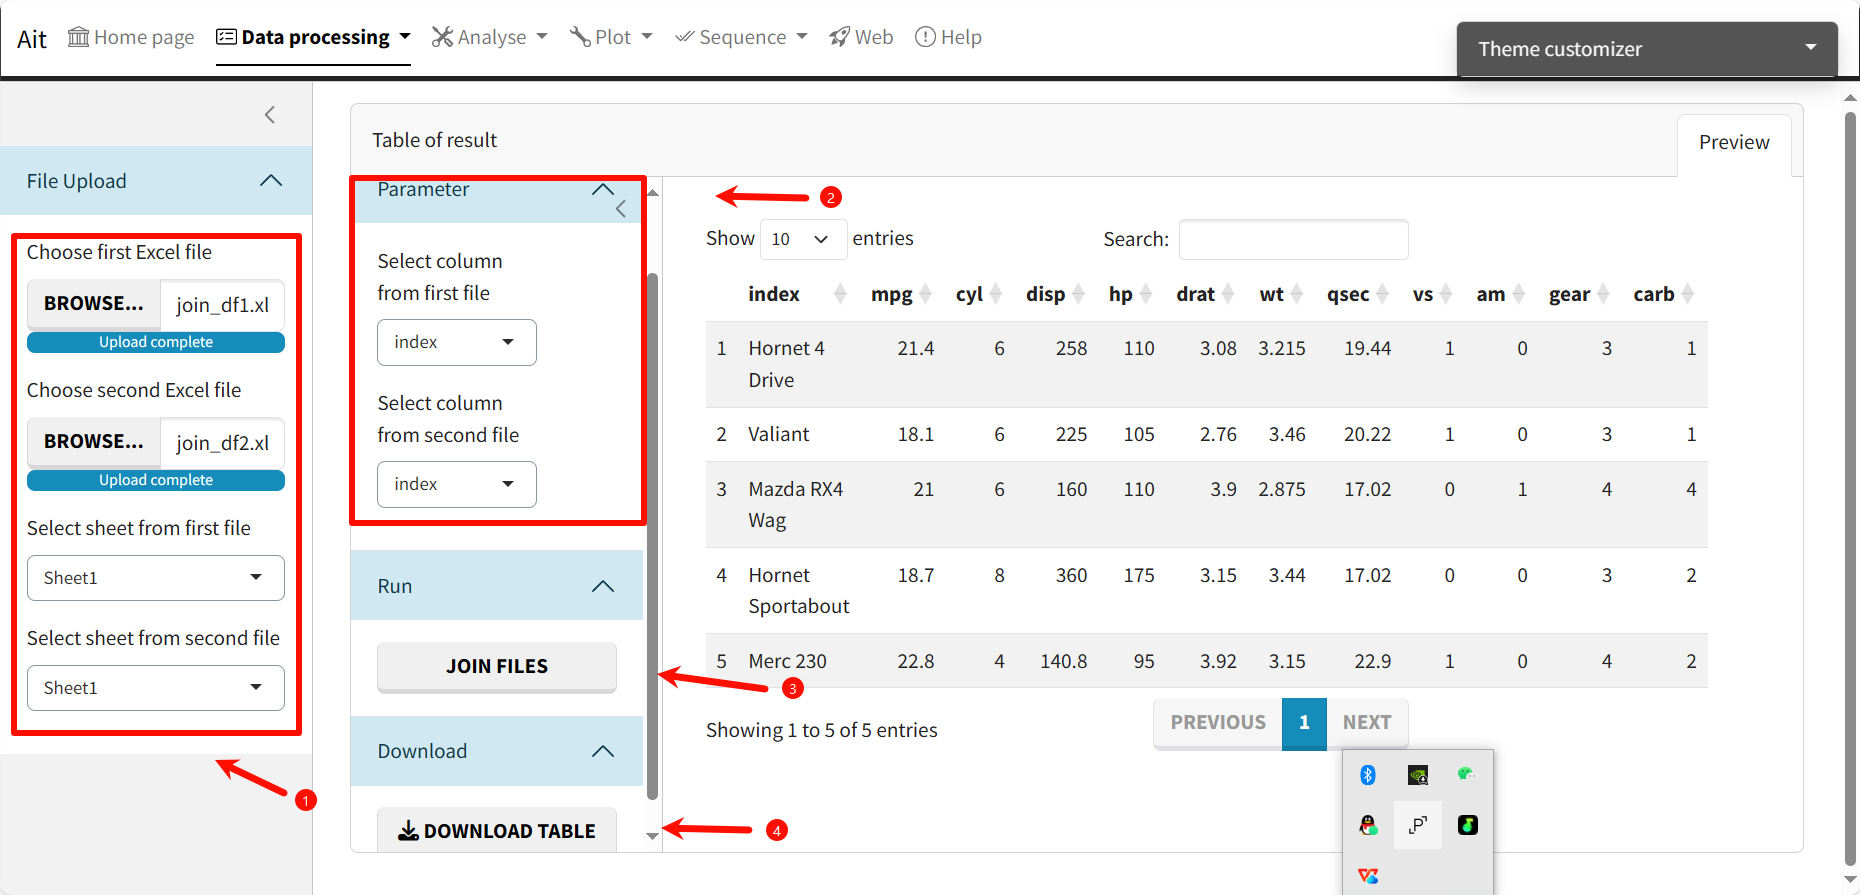 Ait Home page Data processing Analyse Plot Sequence Web Help
Theme customizer
File Upload
Choose first Excel file
BROWSE... join_df1.xl
Upload complete
Choose second Excel file
BROWSE... join_df2.xl
Upload complete
Select sheet from first file
Sheet1
Select sheet from second file
Sheet1
1
Table of result
Preview
Parameter
2
Select column
from first file
index
Select column
from second file
index
Run
JOIN FILES
3
Download
DOWNLOAD TABLE
4
Show 10 entries
Search:
index mpg cyl disp hp drat wt qsec vs am gear carb
1 Hornet 4 21.4 6 258 110 3.08 3.215 19.44 1 0 3 1
Drive
2 Valiant 18.1 6 225 105 2.76 3.46 20.22 1 0 3 1
3 Mazda RX4 21 6 160 110 3.9 2.875 17.02 0 1 4 4
Wag
4 Hornet 18.7 8 360 175 3.15 3.44 17.02 0 0 3 2
Sportabout
5 Merc 230 22.8 4 140.8 95 3.92 3.15 22.9 1 0 4 2
Showing 1 to 5 of 5 entries
PREVIOUS 1 NEXT